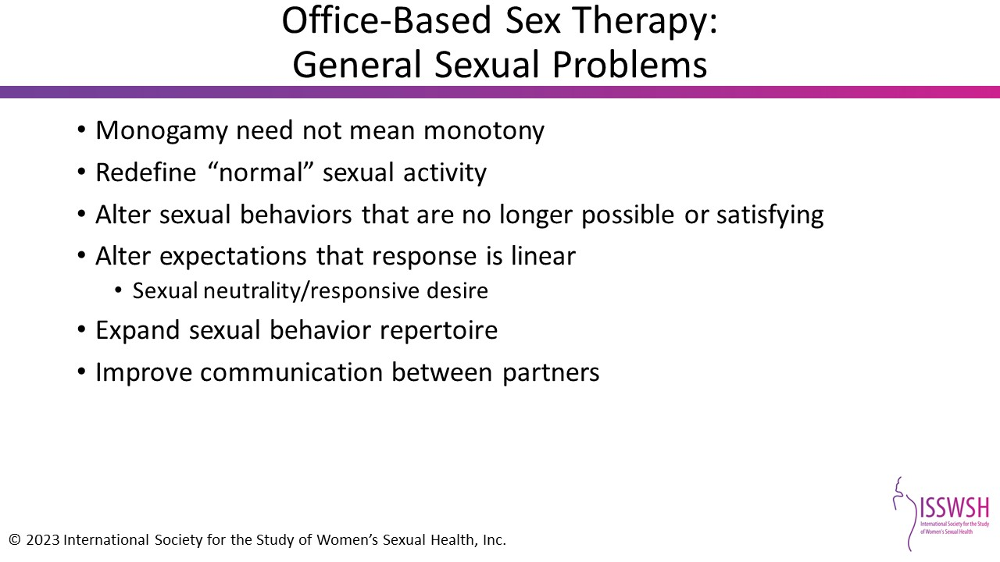 Office-Based Sex Therapy:
General Sexual Problems
• Monogamy need not mean monotony
• Redefine “normal” sexual activity
• Alter sexual behaviors that are no longer possible or satisfying
• Alter expectations that response is linear
• Sexual neutrality/responsive desire
• Expand sexual behavior repertoire
• Improve communication between partners
ISSWSH
International Society for the Study
of Women’s Sexual Health
© 2023 International Society for the Study of Women’s Sexual Health, Inc.